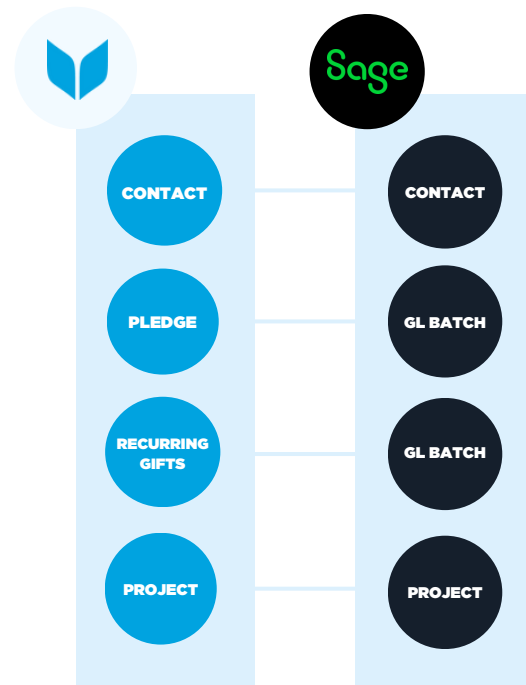 Sage
CONTACT
CONTACT
PLEDGE
GL BATCH
RECURRING
GIFTS
GL BATCH
PROJECT
PROJECT